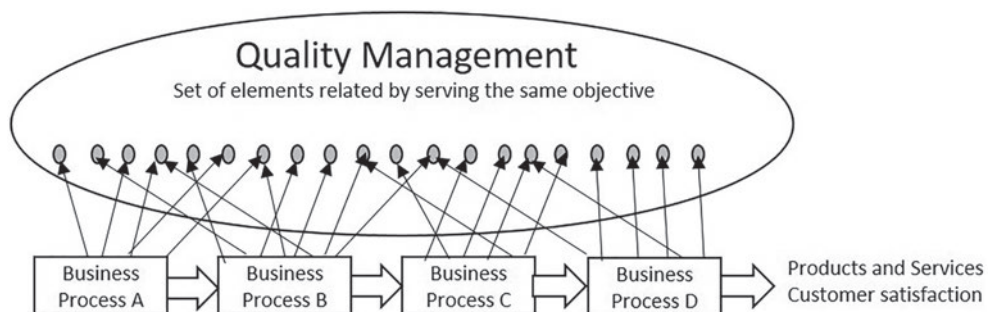 Quality Management
Set of elements related by serving the same objective
Business
Process A
Business
Process B
Business
Process C
Business
Process D
Products and Services
Customer satisfaction